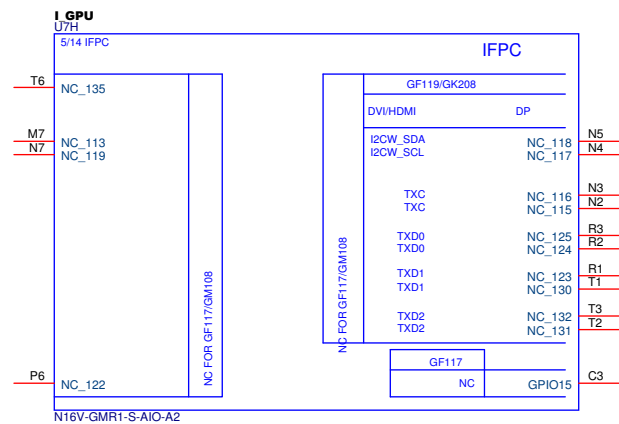 I_GPU
U7H
5/14 IFPC
IFPC
T6 NC_135
GF119/GK208
DVI/HDMI DP
M7 NC_113
N7 NC_119
I2CW_SDA NC_118 N5
I2CW_SCL NC_117 N4
TXC NC_116 N3
TXC NC_115 N2
TXD0 NC_125 R3
TXD0 NC_124 R2
TXD1 NC_123 R1
TXD1 NC_130 T1
TXD2 NC_132 T3
TXD2 NC_131 T2
NC FOR GF117/GM108
NC FOR GF117/GM108
GF117
P6 NC_122
NC GPIO15 C3
N16V-GMR1-S-AIO-A2